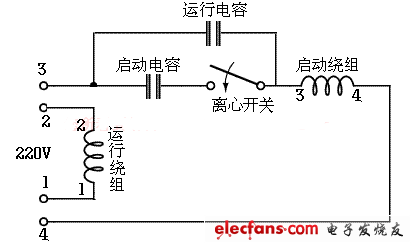 运行电容
启动电容
启动绕组
3
离心开关
3 4
2
2
运行绕组
220V
1
1
4
elecfans.com 电子发烧友